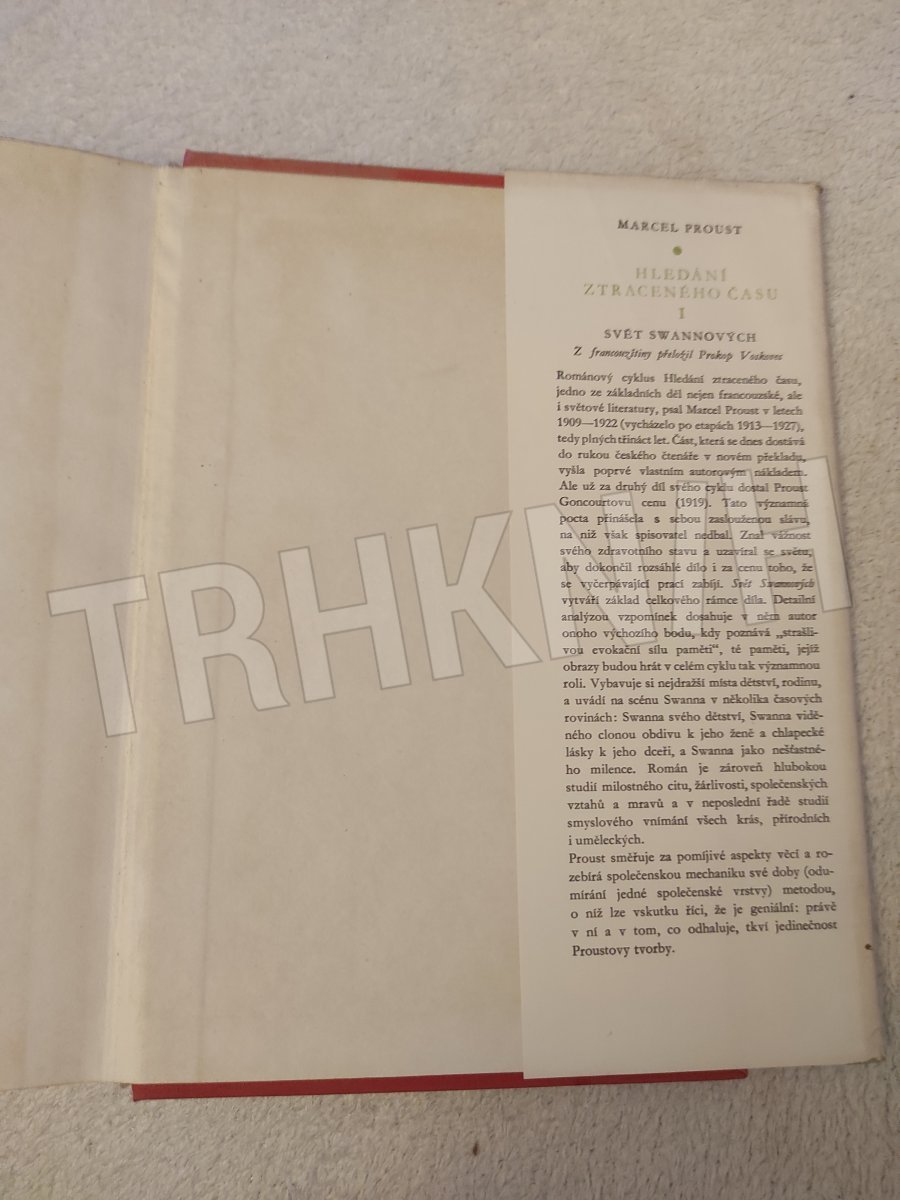 MARCEL PROUST
HLEDÁNÍ
ZTRACENÉHO ČASU
I
SVĚT SWANNOVÝCH
Z francouzštiny přeložil Prokop Voskovec
Románový cyklus Hledání ztraceného času,
jedno ze základních děl nejen francouzské, ale
i světové literatury, psal Marcel Proust v letech
1909—1922 (vycházelo po etapách 1913—1927),
tedy plných třináct let. Část, která se dnes dostává
do rukou českého čtenáře v novém překladu,
vyšla poprvé vlastním autorovým nákladem.
Ale už za druhý díl svého cyklu dostal Proust
Goncourtovu cenu (1919). Tato významná
pocta přinášela s sebou zaslouženou slávu,
na niž však spisovatel nedbal. Znal vážnost
svého zdravotního stavu a uzavíral se světu,
aby dokončil rozsáhlé dílo i za cenu toho, že
se vyčerpávající prací zabíjí. Svět Swannových
vytváří základ celkového rámce díla. Detailní
analýzou vzpomínek dosahuje v něm autor
onoho výchozího bodu, kdy poznává „strašli-
vou evokační sílu paměti“, té paměti, jejíž
obrazy budou hrát v celém cyklu tak významnou
roli. Vybavuje si nejdražší místa dětství, rodinu,
a uvádí na scénu Swanna v několika časových
rovinách: Swanna svého dětství, Swanna vidě-
ného clonou obdivu k jeho ženě a chlapecké
lásky k jeho dceři, a Swanna jako nešťastné-
ho milence. Román je zároveň hlubokou
studií milostného citu, žárlivosti, společenských
vztahů a mravů a v neposlední řadě studií
smyslového vnímání všech krás, přírodních
i uměleckých.
Proust směřuje za pomíjivé aspekty věcí a ro-
zebírá společenskou mechaniku své doby (odu-
mírání jedné společenské vrstvy) metodou,
o níž lze vskutku říci, že je geniální: právě
v ní a v tom, co odhaluje, tkví jedinečnost
Proustovy tvorby.
TRHKNIH